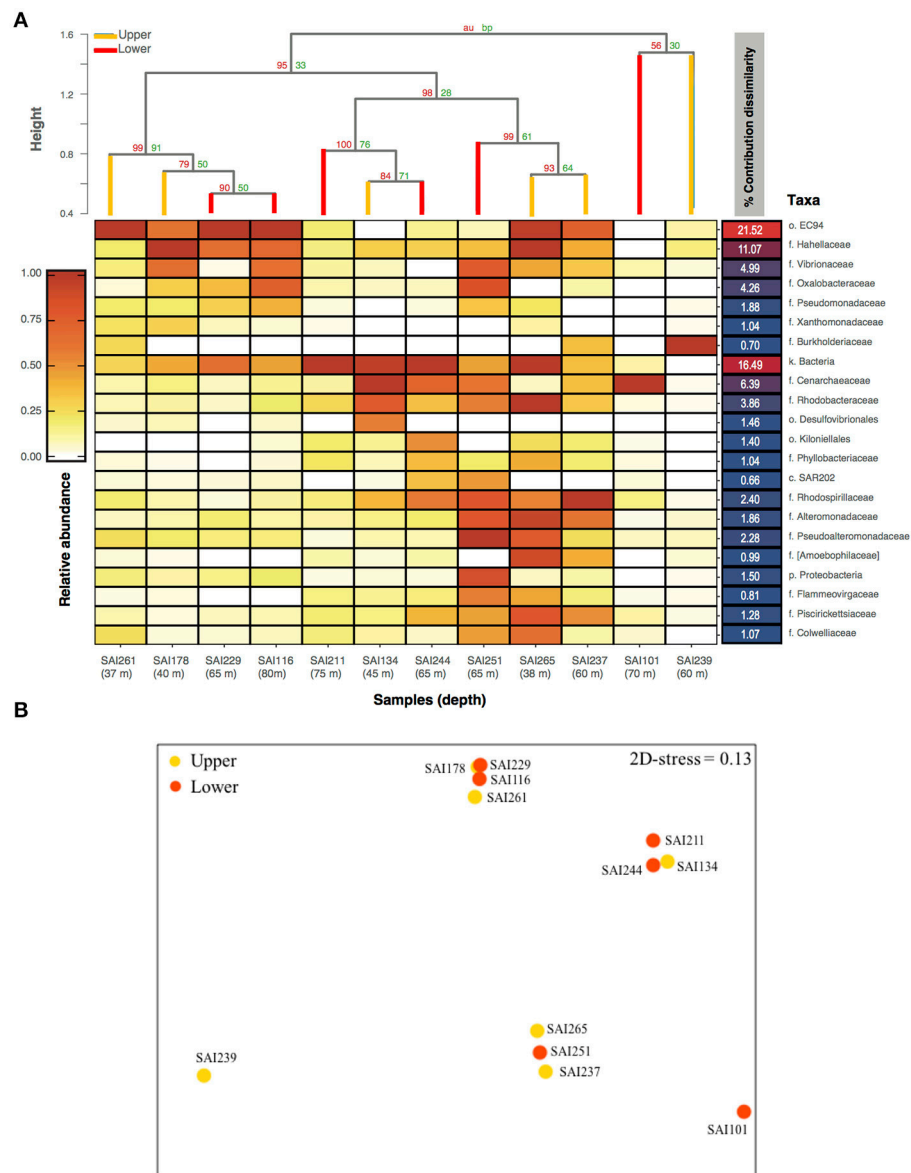 A
Upper
Lower
au bp
Height
1.6
1.2
0.8
0.4
95 33
56 30
98 28
99 91
79 50
90 50
100 76
84 71
99 61
93 64
% Contribution dissimilarity
Taxa
21.52 o. EC94
11.07 f. Hahellaceae
4.99 f. Vibrionaceae
4.26 f. Oxalobacteraceae
1.88 f. Pseudomonadaceae
1.04 f. Xanthomonadaceae
0.70 f. Burkholderiaceae
16.49 k. Bacteria
6.39 f. Cenarchaeaceae
3.86 f. Rhodobacteraceae
1.46 o. Desulfovibrionales
1.40 o. Kiloniellales
1.04 f. Phyllobacteriaceae
0.66 c. SAR202
2.40 f. Rhodospirillaceae
1.86 f. Alteromonadaceae
2.28 f. Pseudoalteromonadaceae
0.99 f. [Amoebophilaceae]
1.50 p. Proteobacteria
0.81 f. Flammeovirgaceae
1.28 f. Piscirickettsiaceae
1.07 f. Colwelliaceae
1.00
0.75
0.50
0.25
0.00
Relative abundance
SAI261 SAI178 SAI229 SAI116 SAI211 SAI134 SAI244 SAI251 SAI265 SAI237 SAI101 SAI239
(37 m) (40 m) (65 m) (80m) (75 m) (45 m) (65 m) (65 m) (38 m) (60 m) (70 m) (60 m)
Samples (depth)
B
Upper
Lower
2D-stress = 0.13
SAI178
SAI229
SAI116
SAI261
SAI211
SAI244
SAI134
SAI265
SAI251
SAI237
SAI239
SAI101